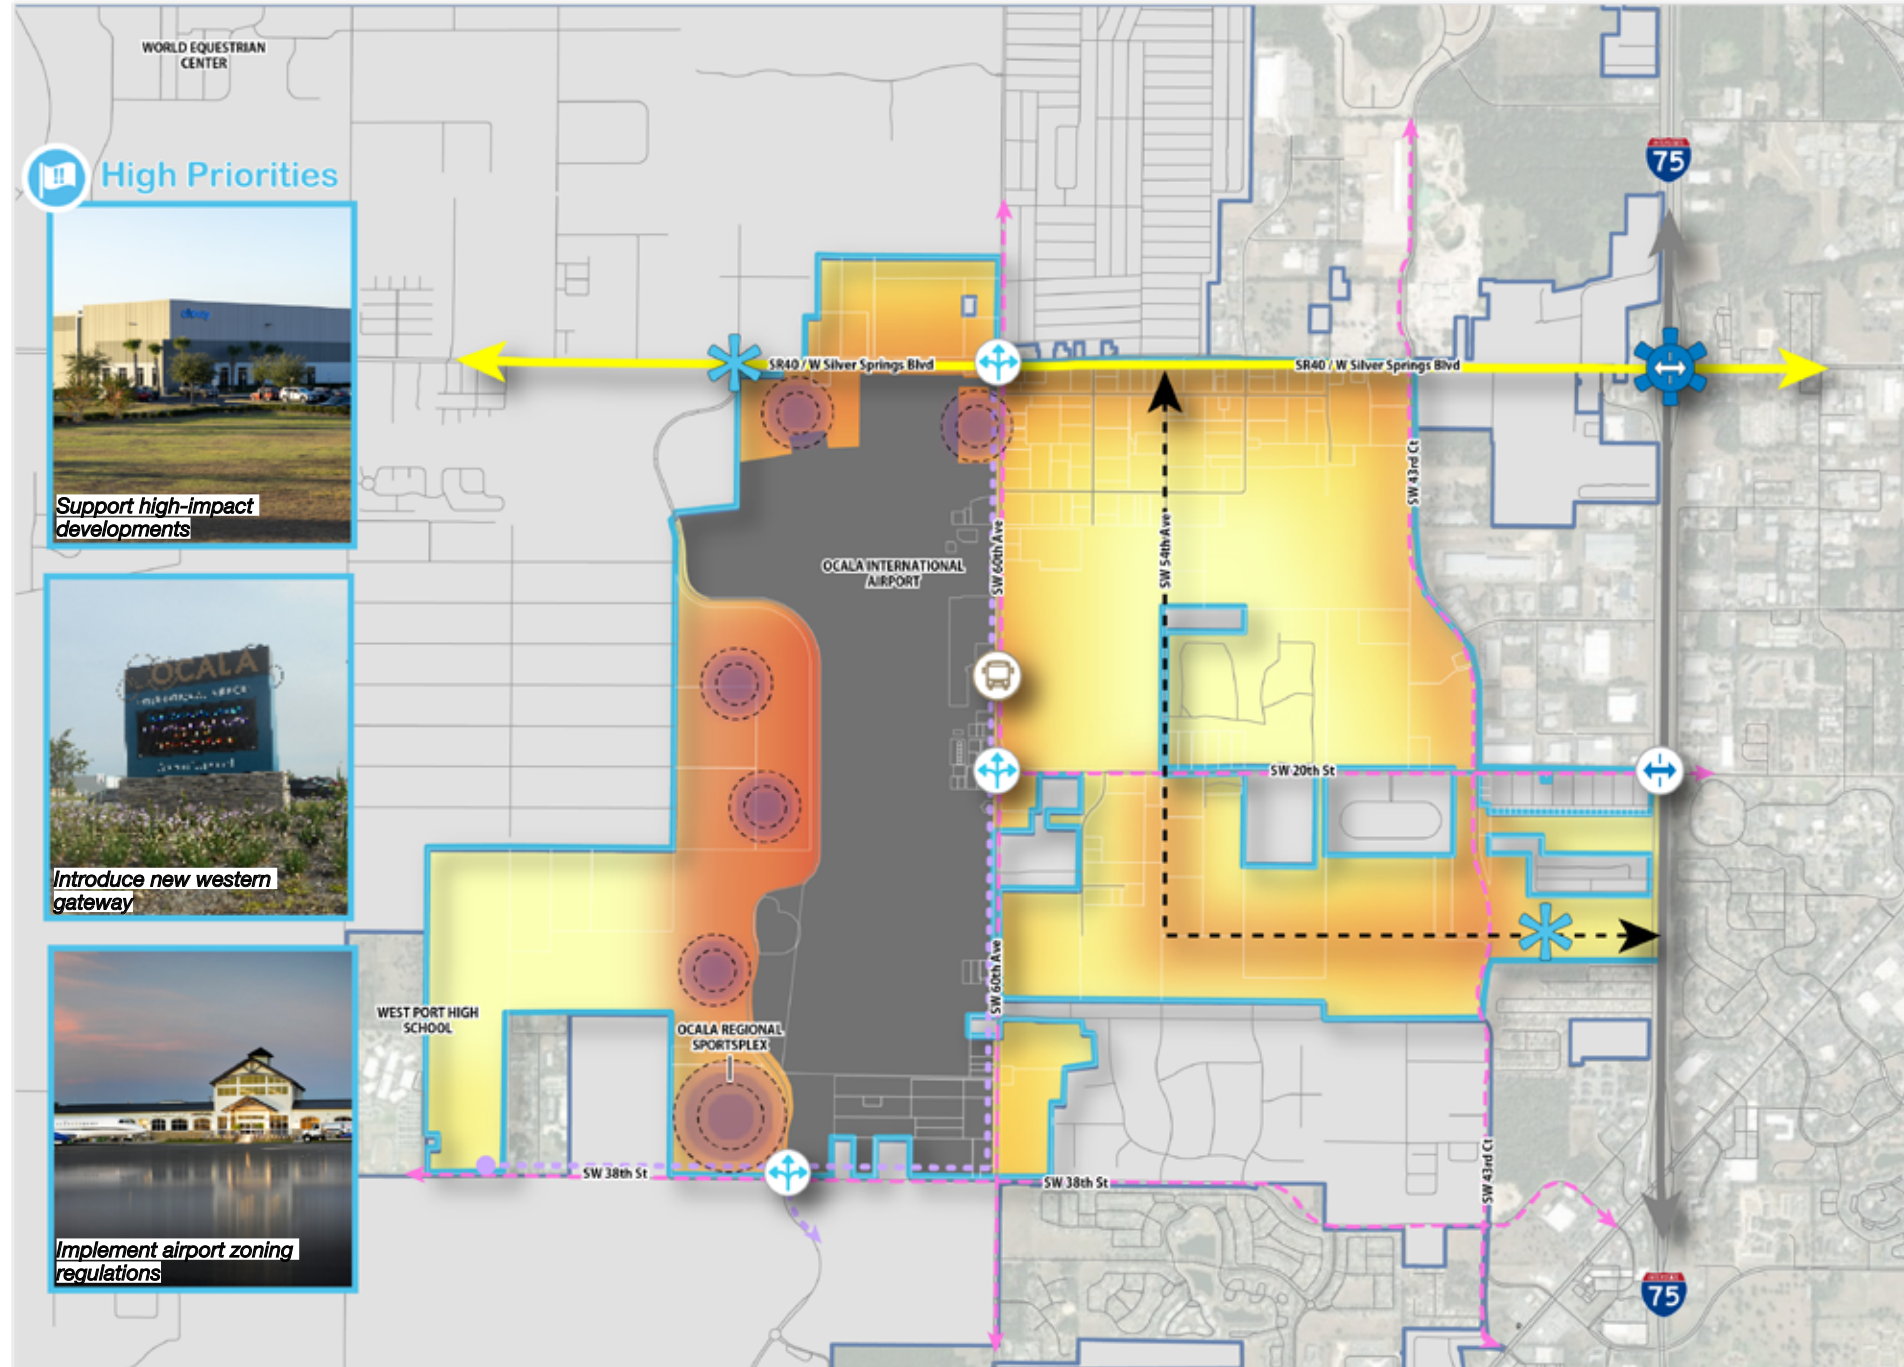 WORLD EQUESTRIAN
CENTER
!!
High Priorities
Support high-impact
developments
OCALA
Introduce new western
gateway
Implement airport zoning
regulations
75
SR40 / W Silver Springs Blvd
SR40 / W Silver Springs Blvd
SW 43rd Ct
SW 60th Ave
SW 54th Ave
OCALA INTERNATIONAL
AIRPORT
SW 20th St
SW 60th Ave
WEST PORT HIGH
SCHOOL
OCALA REGIONAL
SPORTSPLEX
SW 38th St
SW 38th St
SW 43rd Ct
75